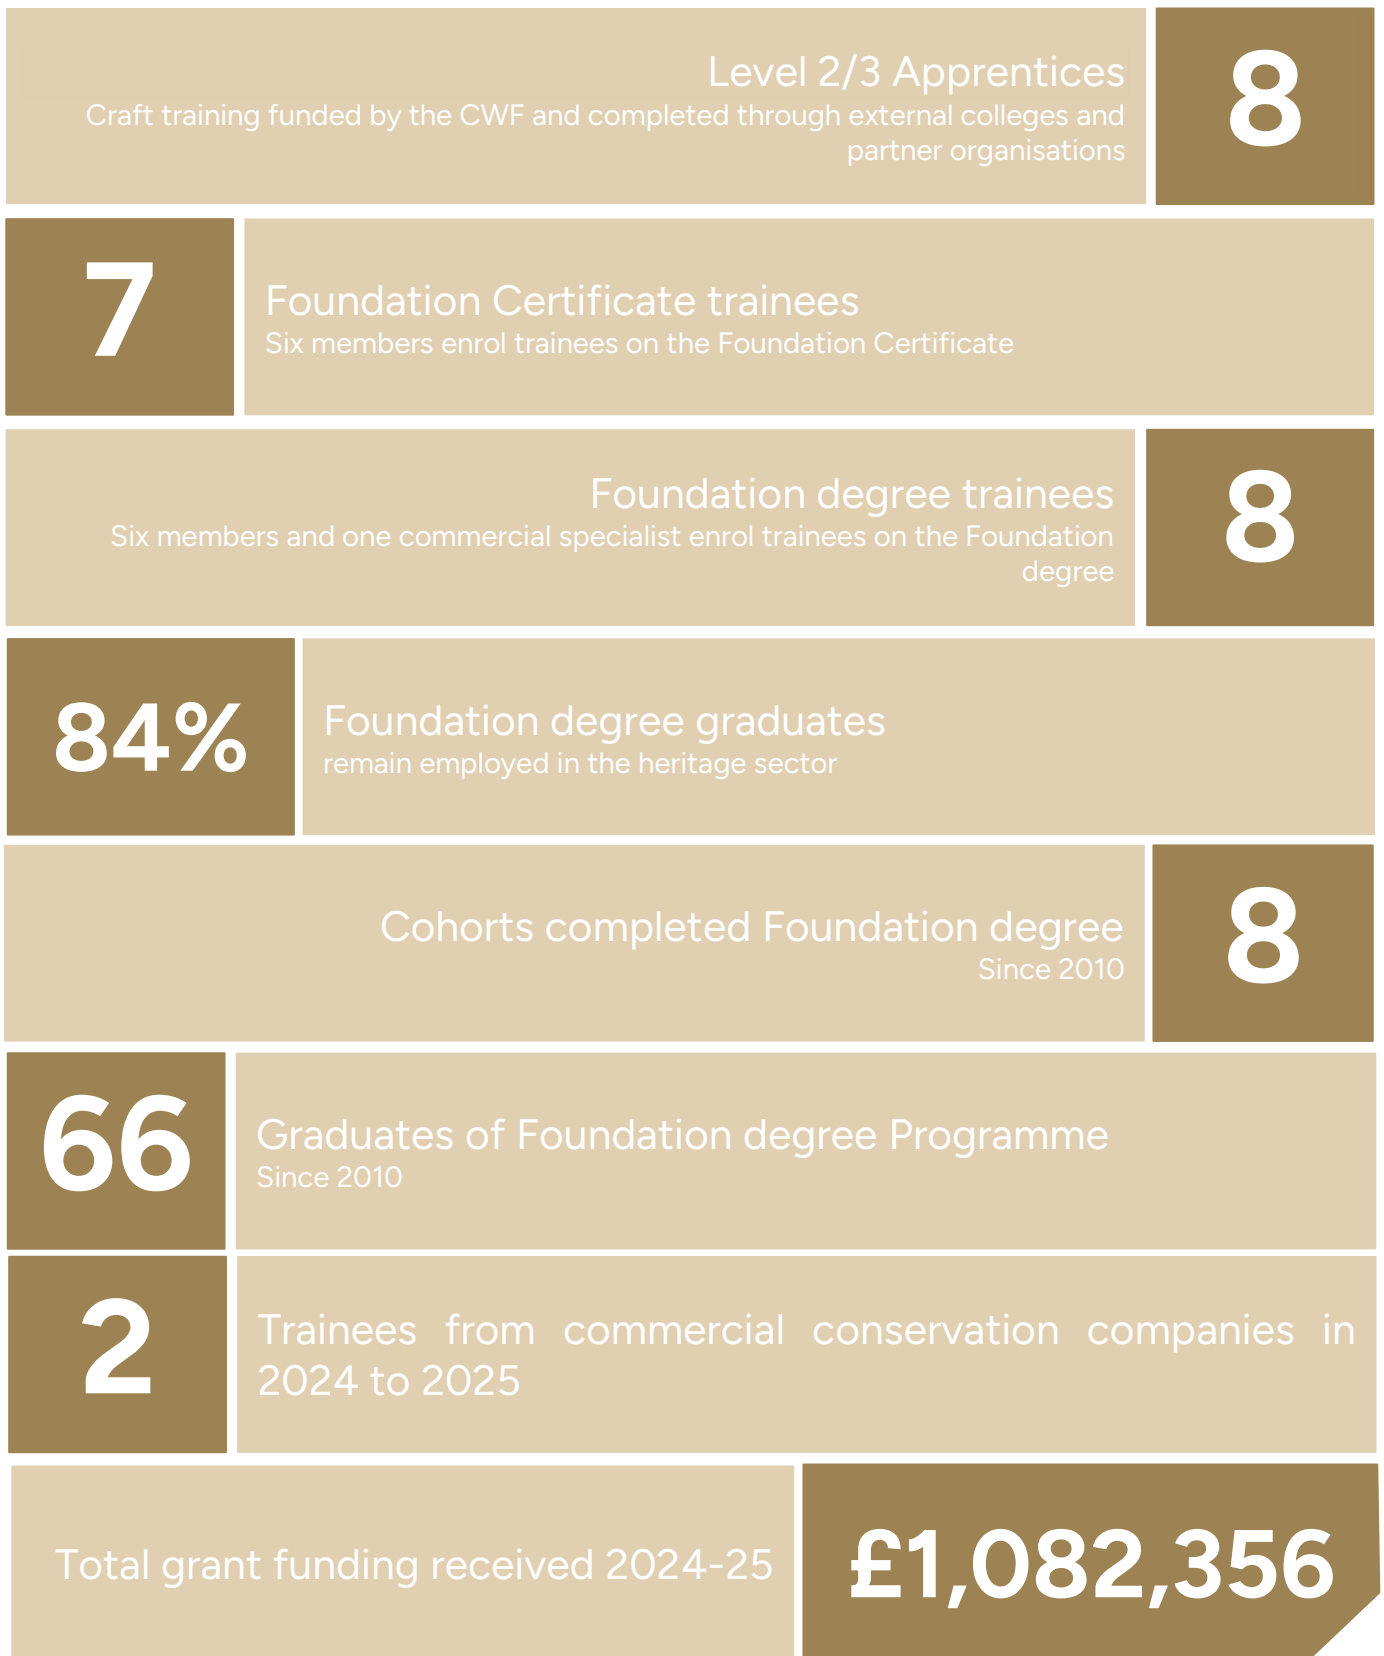 Level 2/3 Apprentices
Craft training funded by the CWF and completed through external colleges and
partner organisations
8
7
Foundation Certificate trainees
Six members enrol trainees on the Foundation Certificate
Foundation degree trainees
Six members and one commercial specialist enrol trainees on the Foundation
degree
8
84%
Foundation degree graduates
remain employed in the heritage sector
Cohorts completed Foundation degree
Since 2010
8
66
Graduates of Foundation degree Programme
Since 2010
2
Trainees from commercial conservation companies in
2024 to 2025
Total grant funding received 2024-25
£1,082,356